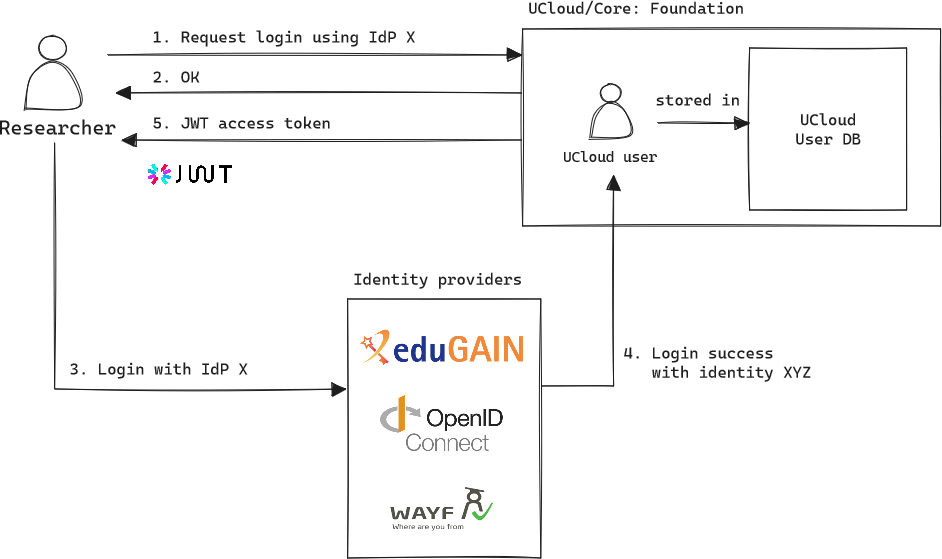 UCloud/Core: Foundation
1. Request login using IdP X
2. OK
5. JWT access token
JWT
Researcher
stored in
UCloud
User DB
UCloud user
Identity providers
eduGAIN
OpenID
Connect
WAYF
Where are you from
3. Login with IdP X
4. Login success
with identity XYZ